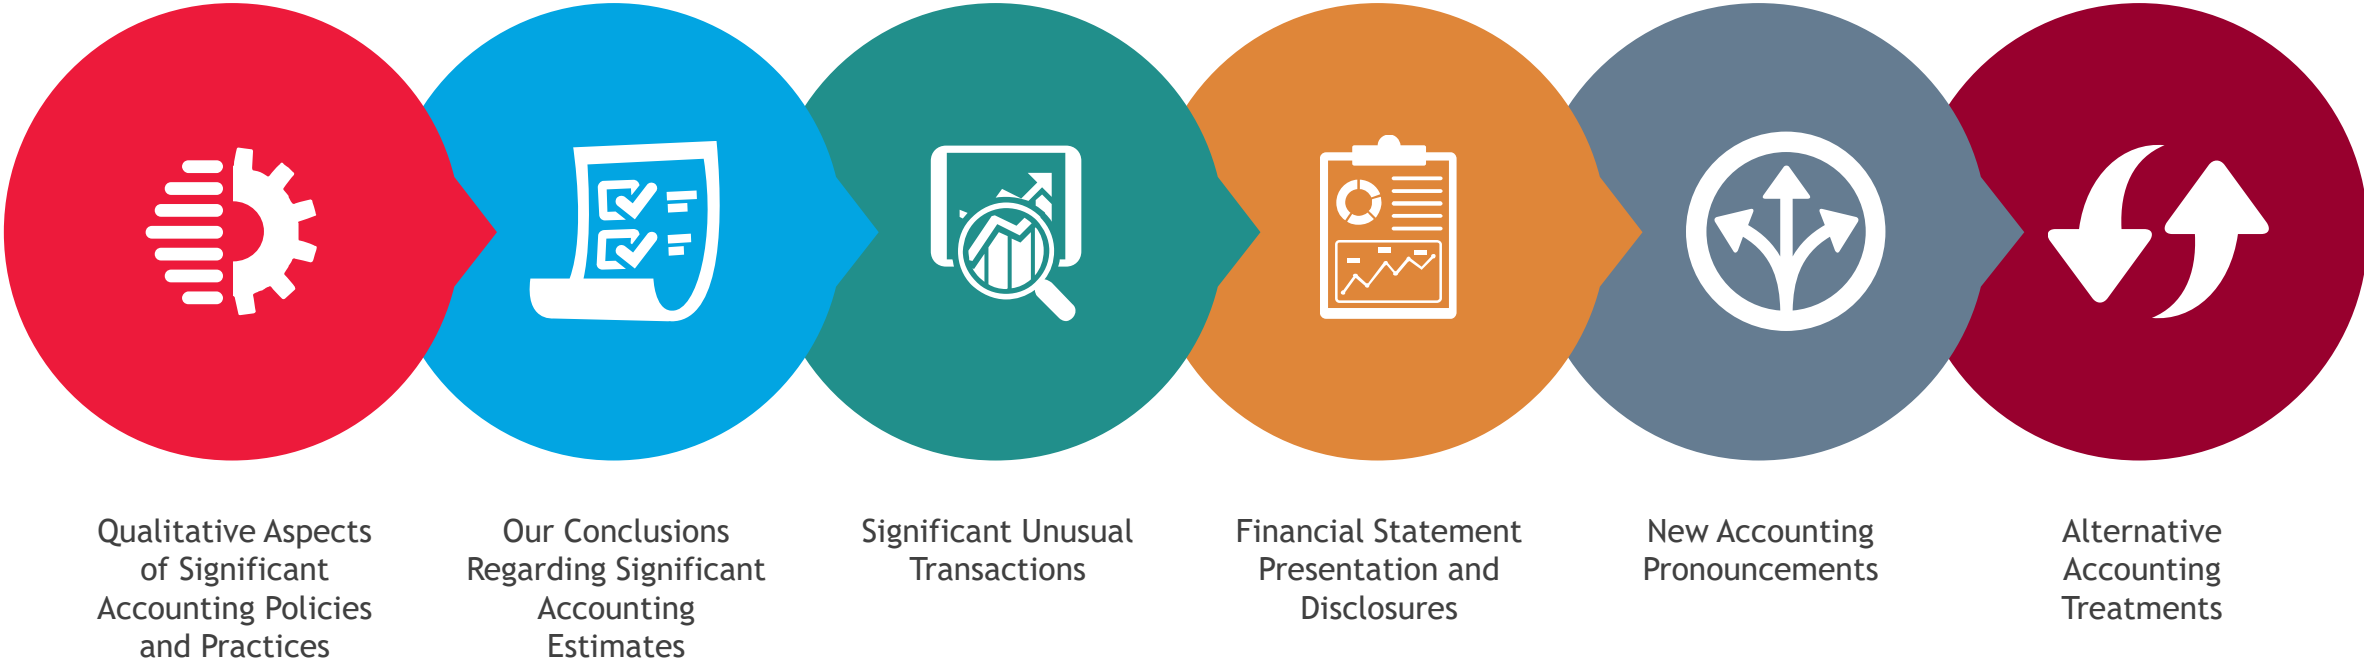 Qualitative Aspects
of Significant
Accounting Policies
and Practices
Our Conclusions
Regarding Significant
Accounting
Estimates
Significant Unusual
Transactions
Financial Statement
Presentation and
Disclosures
New Accounting
Pronouncements
Alternative
Accounting
Treatments